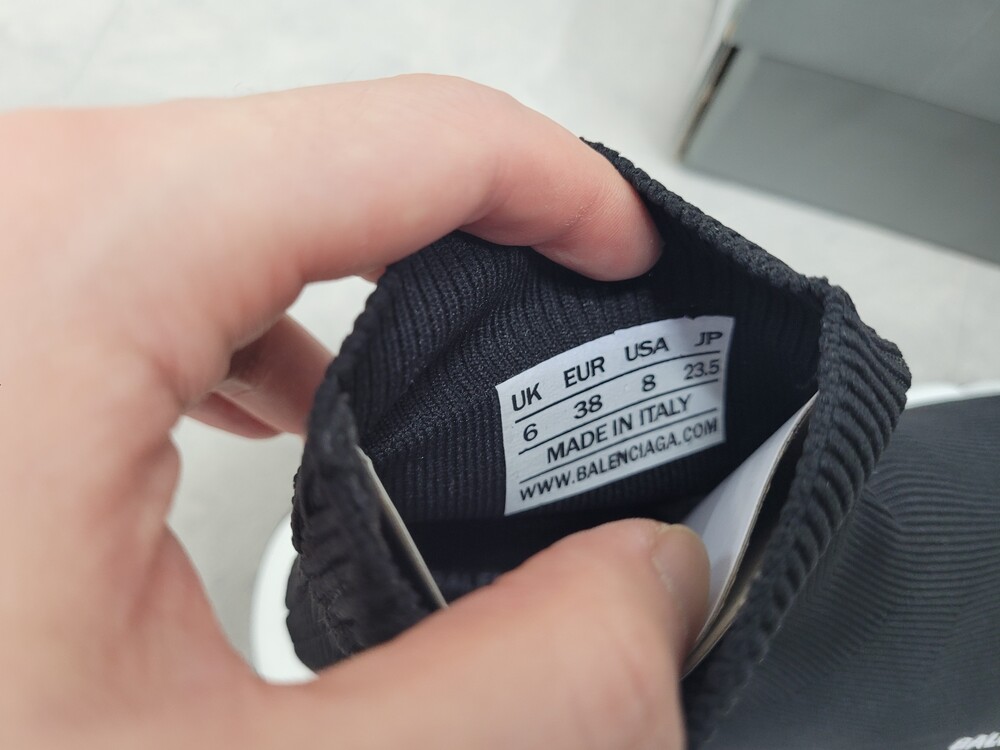 UK EUR USA JP
6 38 8 23.5
MADE IN ITALY
WWW.BALENCIAGA.COM